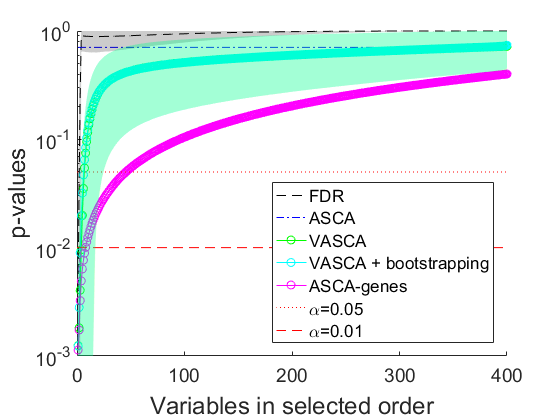 10^0
10^-1
10^-2
10^-3
p-values
FDR
ASCA
VASCA
VASCA + bootstrapping
ASCA-genes
α=0.05
α=0.01
0 100 200 300 400
Variables in selected order